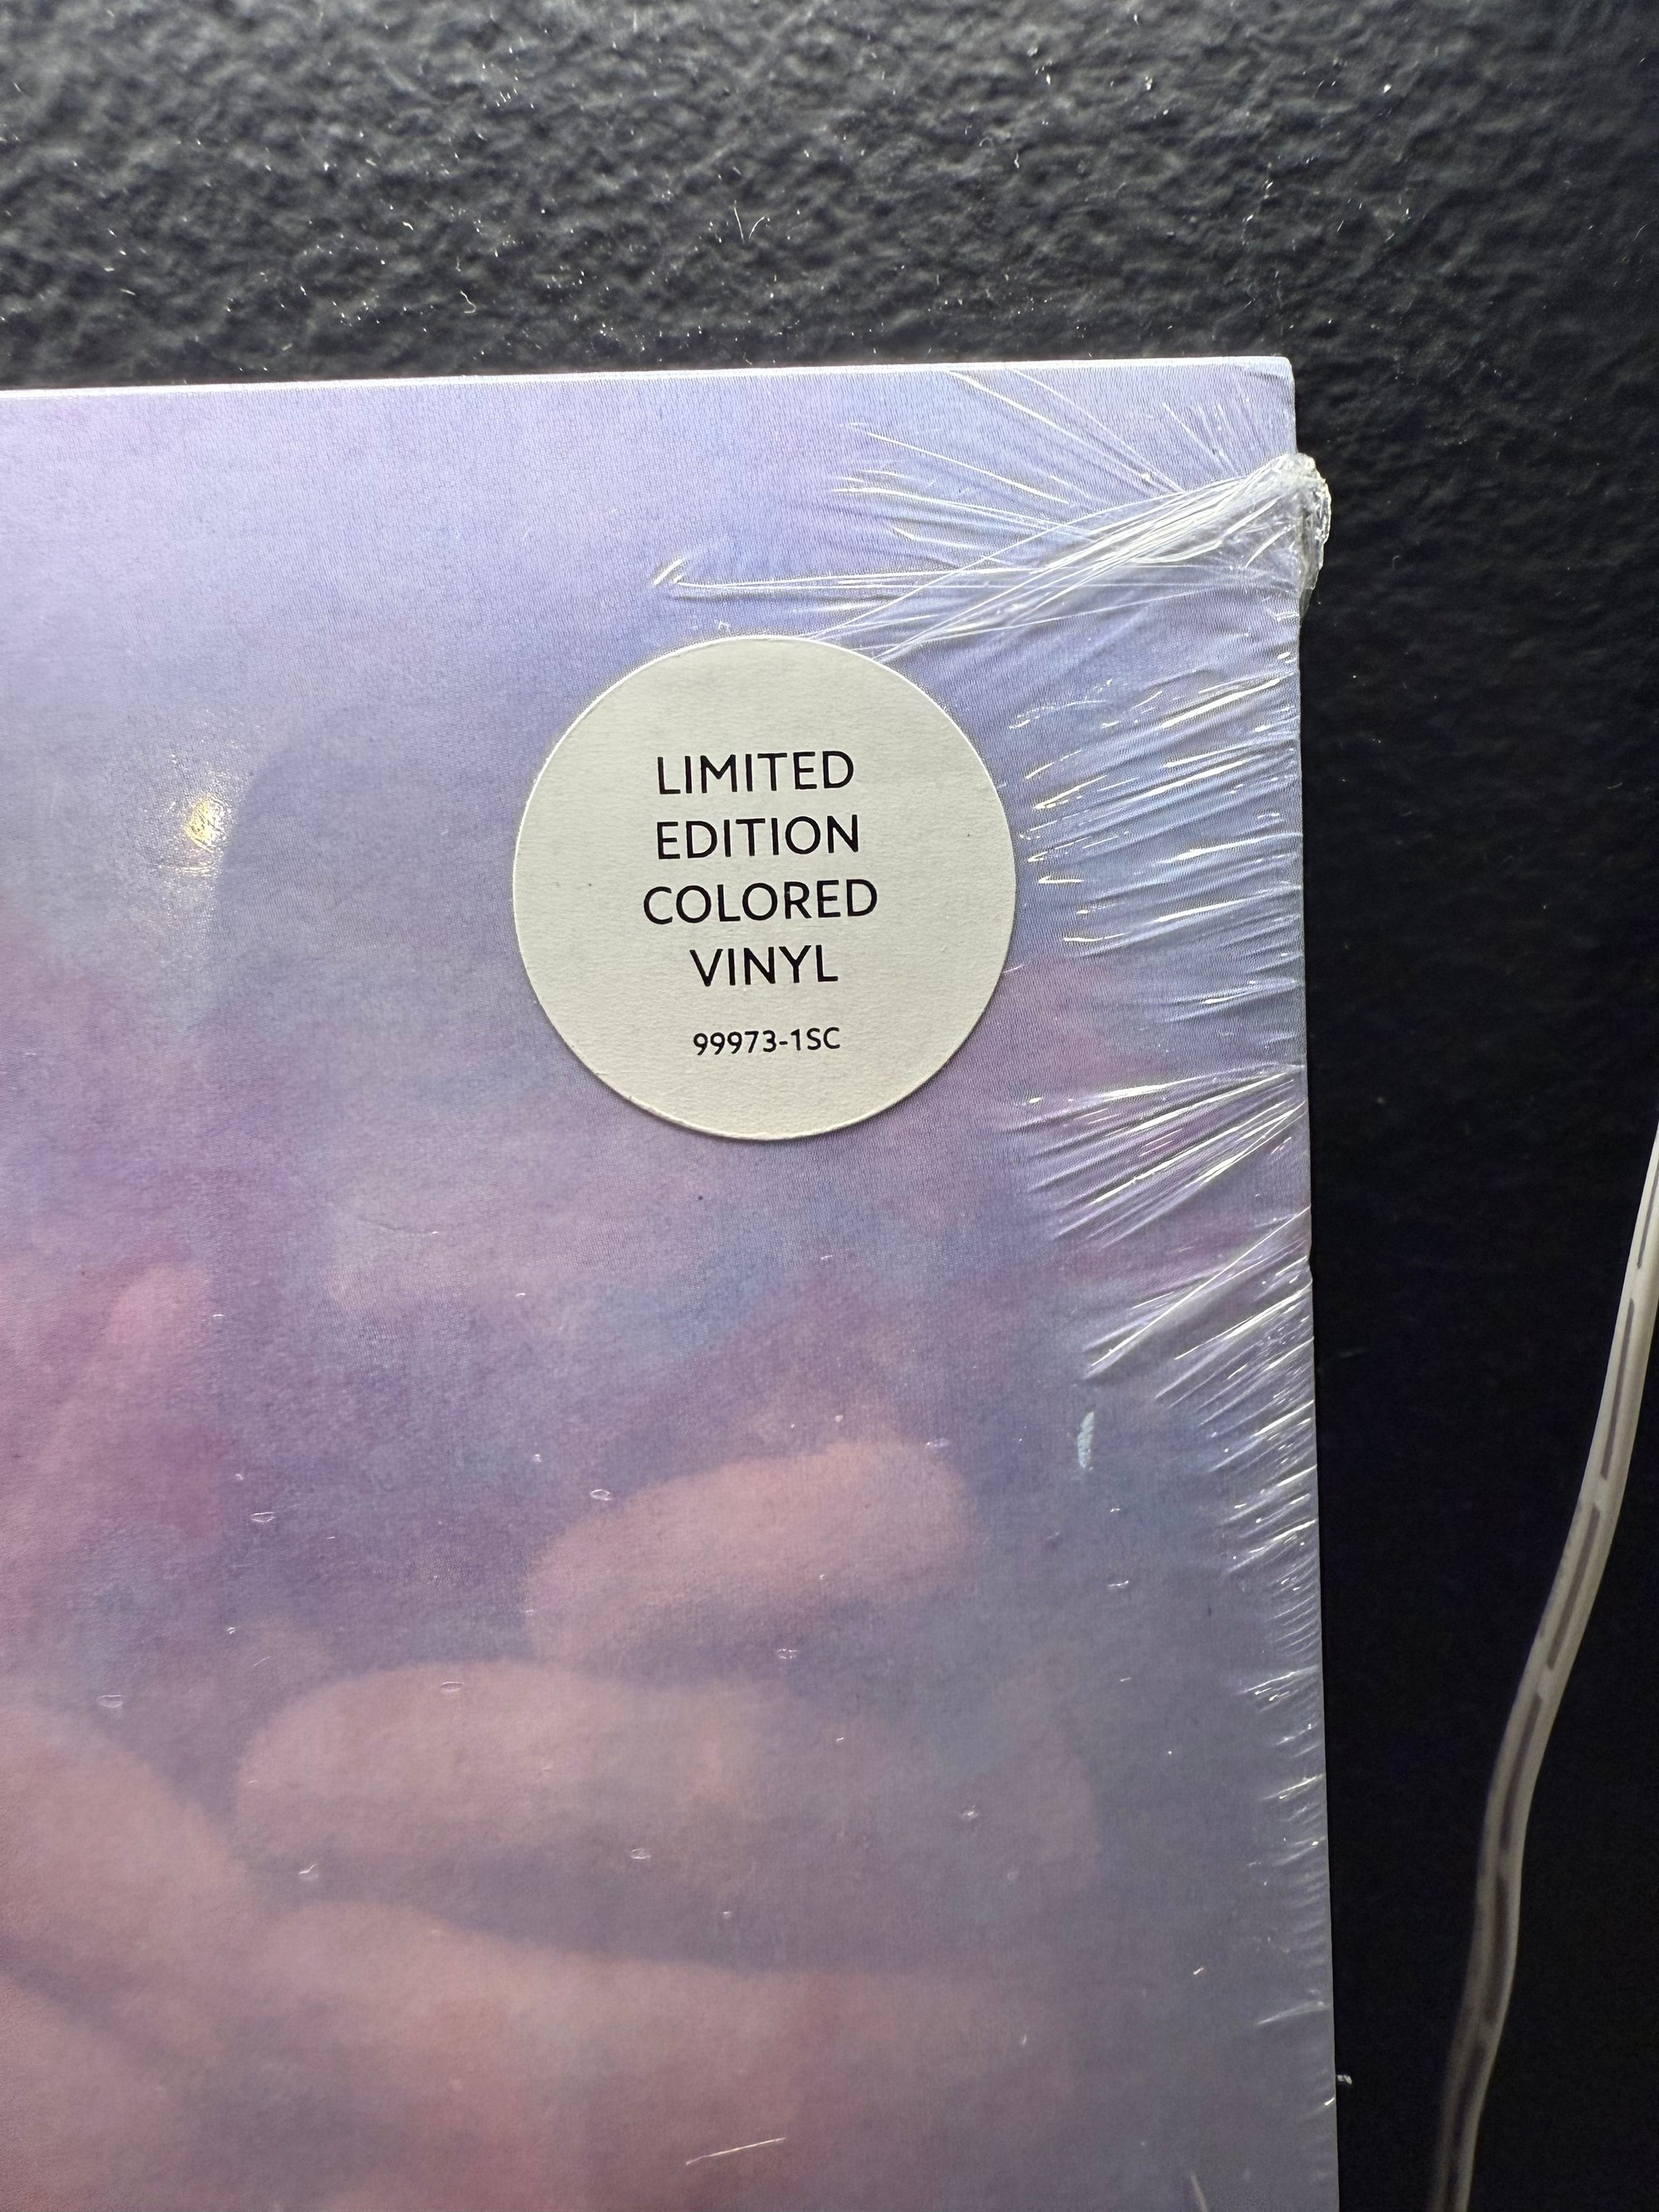 LIMITED
EDITION
COLORED
VINYL
99973-1SC